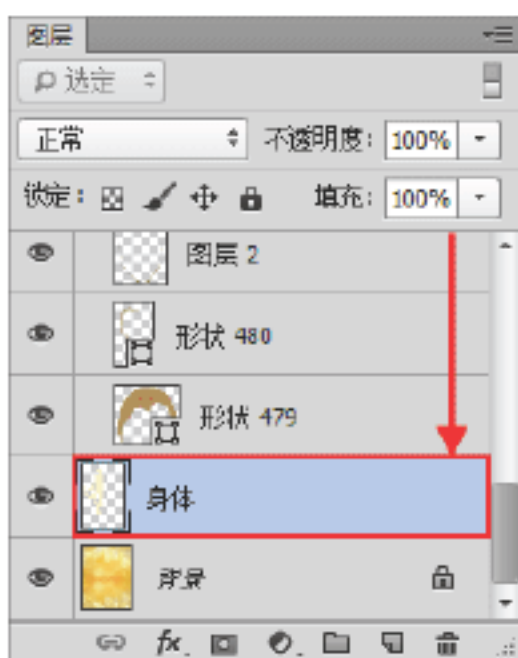 图层
选定
正常 不透明度: 100%
锁定: 填充: 100%
图层 2
形状 480
形状 479
身体
背景
fx.